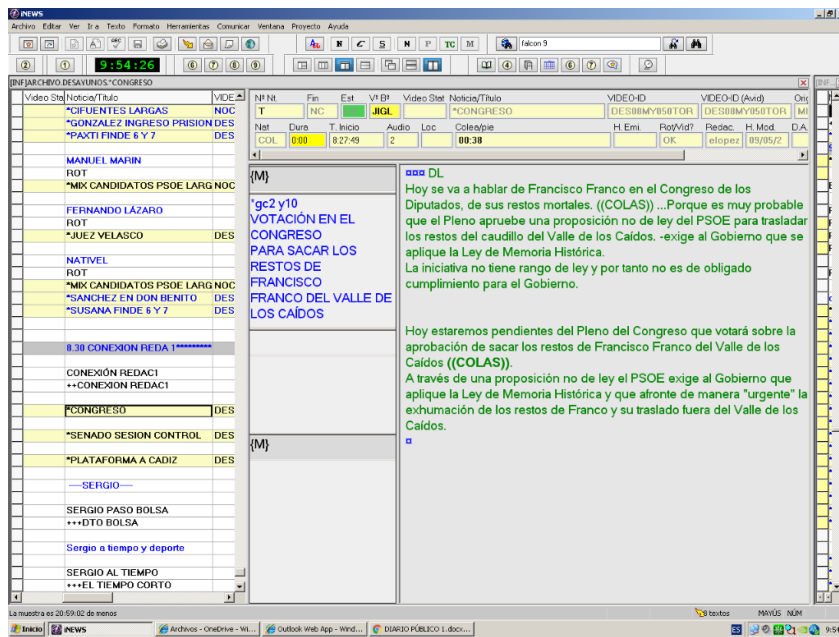 iNEWS
Archivo Editar Ver Ir a Texto Formato Herramientas Comunicar Ventana Proyecto Ayuda
N C S N P TC M falcon 9
2 1 9:54:26 6 7 8 9 4 6 7
[INF]ARCHIVO.DESAYUNOS.*CONGRESO
Video Sta Noticia/Título VIDE
*CIFUENTES LARGAS NOC
*GONZALEZ INGRESO PRISION DES
*PAXTI FINDE 6 Y 7 DES
MANUEL MARIN
ROT
*MIX CANDIDATOS PSOE LARG NOC
FERNANDO LÁZARO
ROT
*JUEZ VELASCO DES
NATIVEL
ROT
*MIX CANDIDATOS PSOE LARG NOC
*SANCHEZ EN DON BENITO DES
*SUSANA FINDE 6 Y 7 DES
8.30 CONEXION REDA 1*********
CONEXIÓN REDAC1
++CONEXION REDAC1
*CONGRESO DES
*SENADO SESION CONTROL DES
*PLATAFORMA A CADIZ DES
----SERGIO----
SERGIO PASO BOLSA
+++DTO BOLSA
Sergio a tiempo y deporte
SERGIO AL TIEMPO
+++EL TIEMPO CORTO
Nº Nt. Fin Est Vº Bº Video Stat Noticia/Título VIDEO-ID VIDEO-ID (Avid) Orig
T NC JIGL *CONGRESO DES08MY050TOR DES08MY050TOR MI
Nat Dura T. Inicio Audio Loc Colea/pie H. Emi. Rot/Vid? Redac. H. Mod. D.A.
COL 0:00 8:27:49 2 00:38 OK elopez 09/05/2
{M}
*gc2 y10
VOTACIÓN EN EL
CONGRESO
PARA SACAR LOS
RESTOS DE
FRANCISCO
FRANCO DEL VALLE DE
LOS CAÍDOS
{M}
¤¤¤ DL
Hoy se va a hablar de Francisco Franco en el Congreso de los
Diputados, de sus restos mortales. ((COLAS)) ...Porque es muy probable
que el Pleno apruebe una proposición no de ley del PSOE para trasladar
los restos del caudillo del Valle de los Caídos. -exige al Gobierno que se
aplique la Ley de Memoria Histórica.
La iniciativa no tiene rango de ley y por tanto no es de obligado
cumplimiento para el Gobierno.
Hoy estaremos pendientes del Pleno del Congreso que votará sobre la
aprobación de sacar los restos de Francisco Franco del Valle de los
Caídos ((COLAS)).
A través de una proposición no de ley el PSOE exige al Gobierno que
aplique la Ley de Memoria Histórica y que afronte de manera "urgente" la
exhumación de los restos de Franco y su traslado fuera del Valle de los
Caídos.
¤
[INF
La muestra es 20:59:02 de menos 8 textos MAYÚS NÚM
Inicio iNEWS Archivos - OneDrive - Wi... Outlook Web App - Wind... DIARIO PÚBLICO 1.docx... ES 9:54